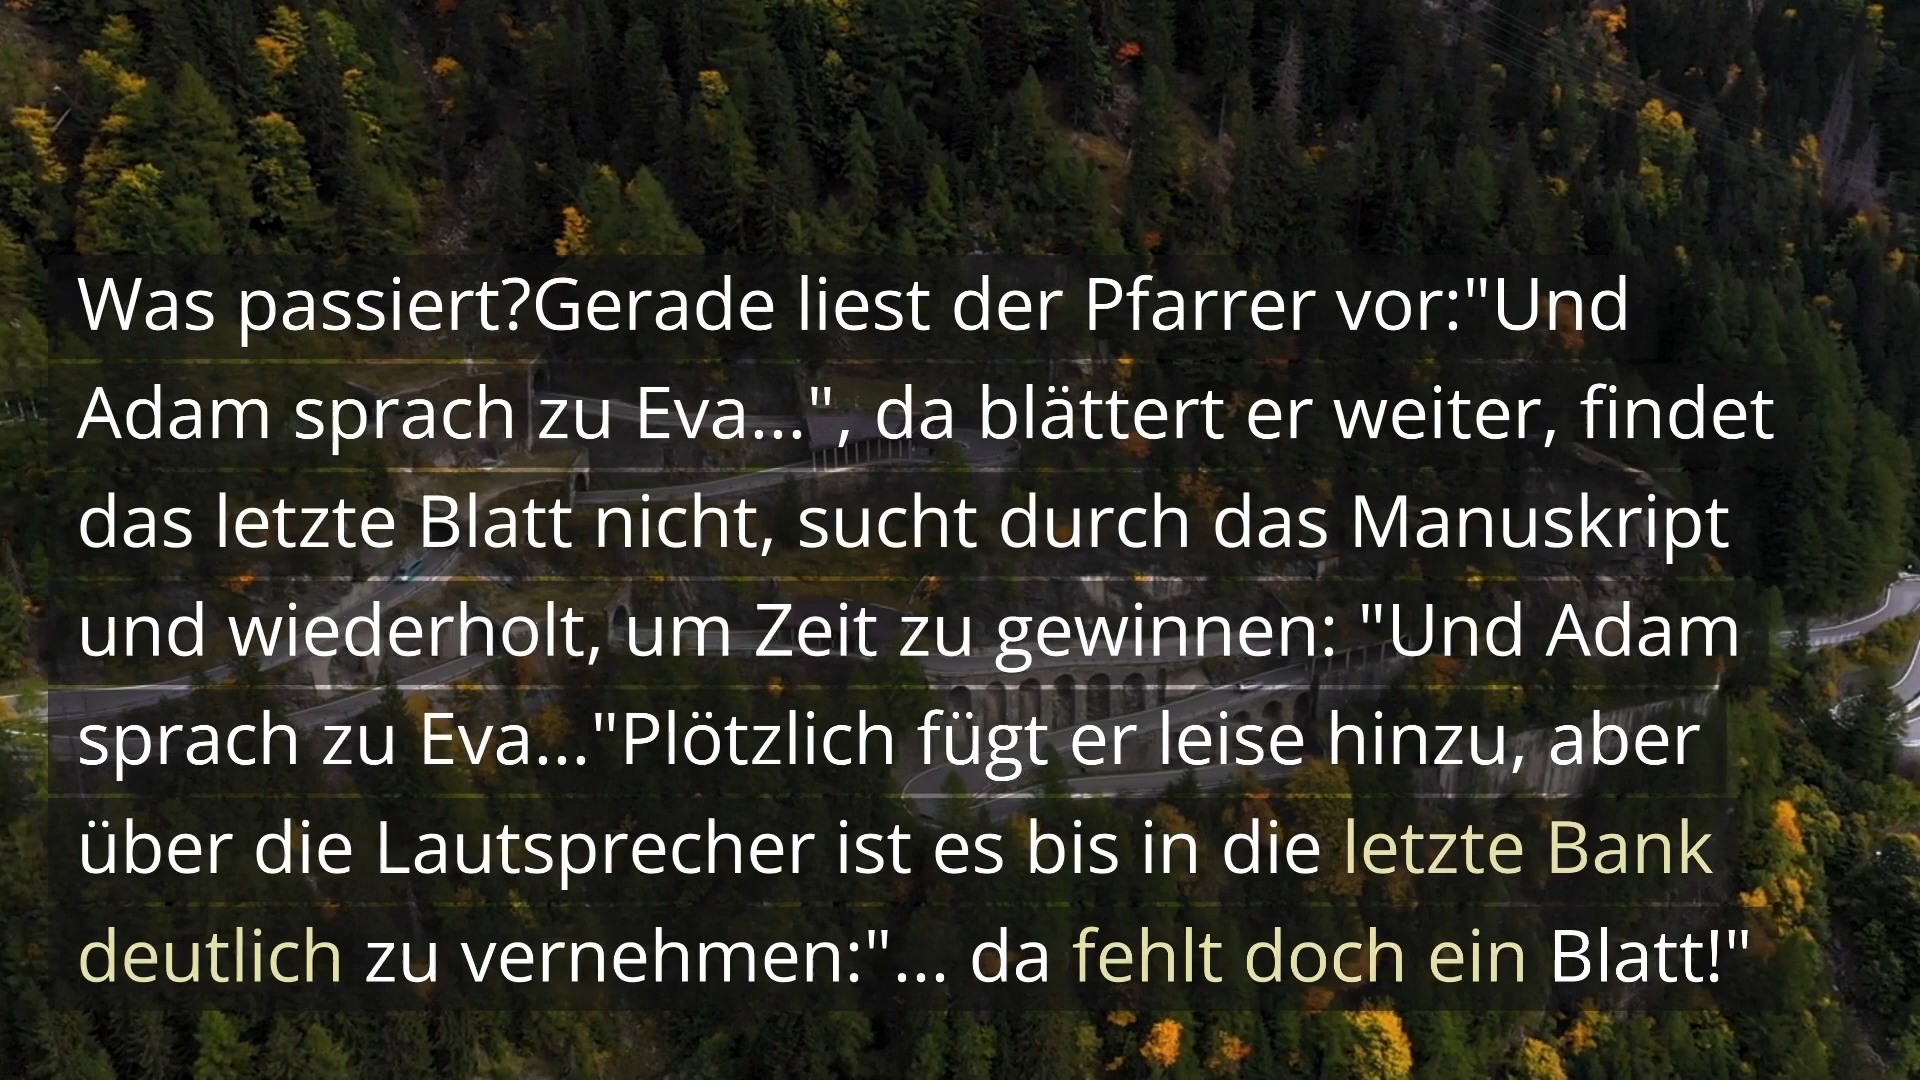 Was passiert?Gerade liest der Pfarrer vor:"Und
Adam sprach zu Eva...", da blättert er weiter, findet
das letzte Blatt nicht, sucht durch das Manuskript
und wiederholt, um Zeit zu gewinnen: "Und Adam
sprach zu Eva..."Plötzlich fügt er leise hinzu, aber
über die Lautsprecher ist es bis in die letzte Bank
deutlich zu vernehmen:"... da fehlt doch ein Blatt!"